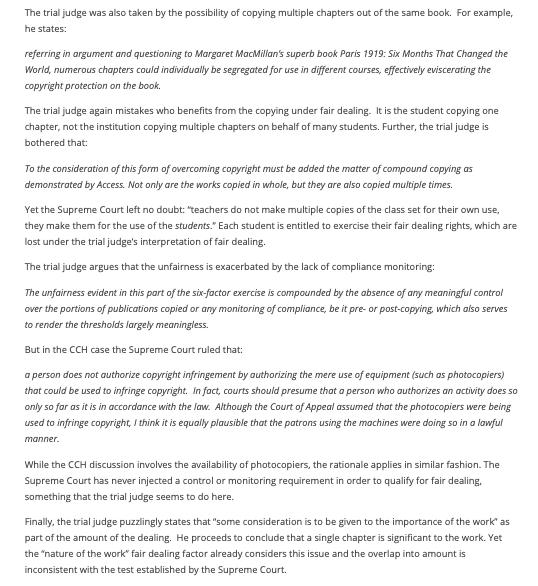 The trial judge was also taken by the possibility of copying multiple chapters out of the same book.  For example,
he states:
referring in argument and questioning to Margaret MacMillan's superb book Paris 1919: Six Months That Changed the
World, numerous chapters could individually be segregated for use in different courses, effectively eviscerating the
copyright protection on the book.
The trial judge again mistakes who benefits from the copying under fair dealing.  It is the student copying one
chapter, not the institution copying multiple chapters on behalf of many students. Further, the trial judge is
bothered that:
To the consideration of this form of overcoming copyright must be added the matter of compound copying as
demonstrated by Access. Not only are the works copied in whole, but they are also copied multiple times.
Yet the Supreme Court left no doubt: "teachers do not make multiple copies of the class set for their own use,
they make them for the use of the students." Each student is entitled to exercise their fair dealing rights, which are
lost under the trial judge's interpretation of fair dealing.
The trial judge argues that the unfairness is exacerbated by the lack of compliance monitoring:
The unfairness evident in this part of the six-factor exercise is compounded by the absence of any meaningful control
over the portions of publications copied or any monitoring of compliance, be it pre- or post-copying, which also serves
to render the thresholds largely meaningless.
But in the CCH case the Supreme Court ruled that:
a person does not authorize copyright infringement by authorizing the mere use of equipment (such as photocopiers)
that could be used to infringe copyright.  In fact, courts should presume that a person who authorizes an activity does so
only so far as it is in accordance with the law.  Although the Court of Appeal assumed that the photocopiers were being
used to infringe copyright, I think it is equally plausible that the patrons using the machines were doing so in a lawful
manner.
While the CCH discussion involves the availability of photocopiers, the rationale applies in similar fashion. The
Supreme Court has never injected a control or monitoring requirement in order to qualify for fair dealing,
something that the trial judge seems to do here.
Finally, the trial judge puzzlingly states that "some consideration is to be given to the importance of the work" as
part of the amount of the dealing.  He proceeds to conclude that a single chapter is significant to the work. Yet
the "nature of the work" fair dealing factor already considers this issue and the overlap into amount is
inconsistent with the test established by the Supreme Court.